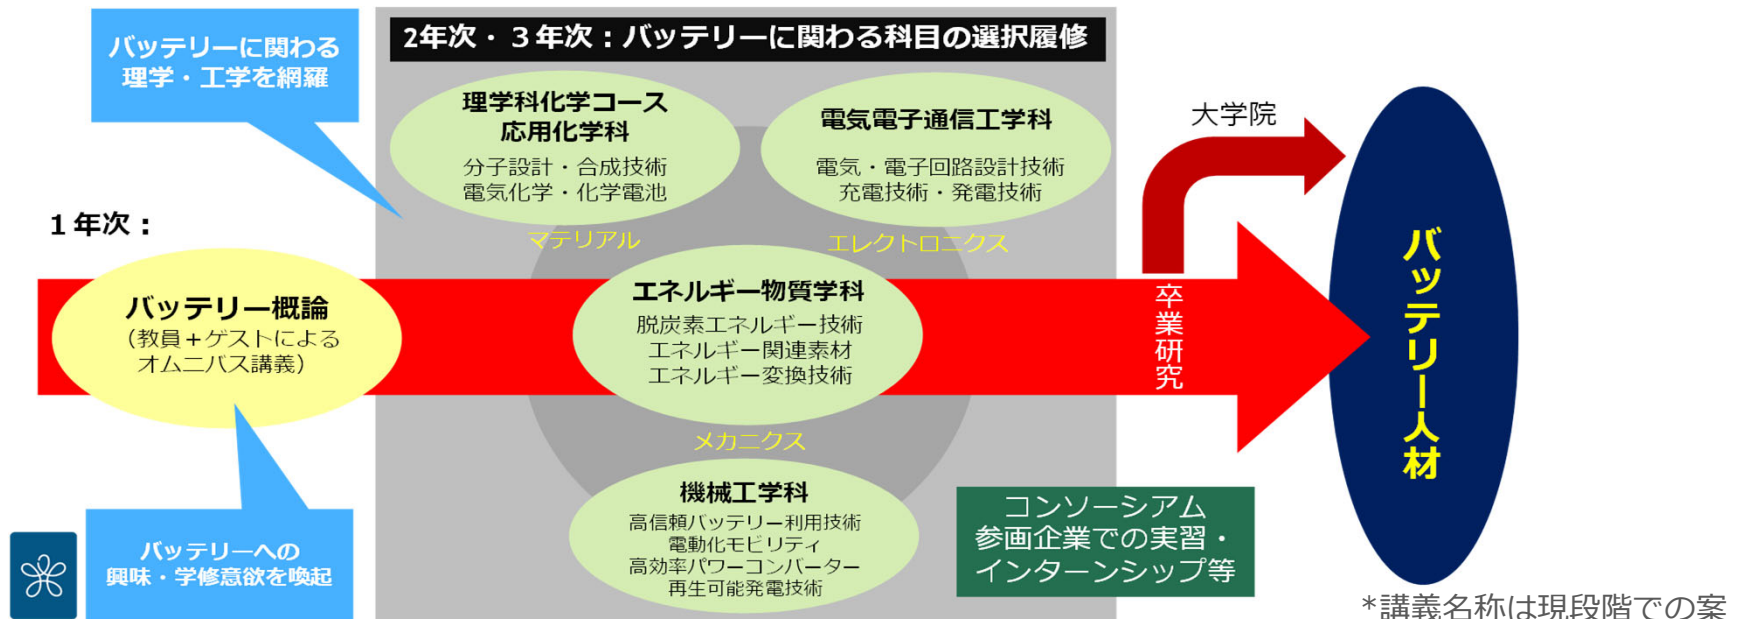 バッテリーに関わる
理学・工学を網羅
2年次・３年次：バッテリーに関わる科目の選択履修
理学科化学コース
応用化学科
分子設計・合成技術
電気化学・化学電池
マテリアル
電気電子通信工学科
電気・電子回路設計技術
充電技術・発電技術
エレクトロニクス
大学院
１年次：
バッテリー概論
（教員＋ゲストによる
オムニバス講義）
エネルギー物質学科
脱炭素エネルギー技術
エネルギー関連素材
エネルギー変換技術
メカニクス
卒業研究
バッテリー人材
機械工学科
高信頼バッテリー利用技術
電動化モビリティ
高効率パワーコンバーター
再生可能発電技術
コンソーシアム
参画企業での実習・
インターンシップ等
バッテリーへの
興味・学修意欲を喚起
*講義名称は現段階での案